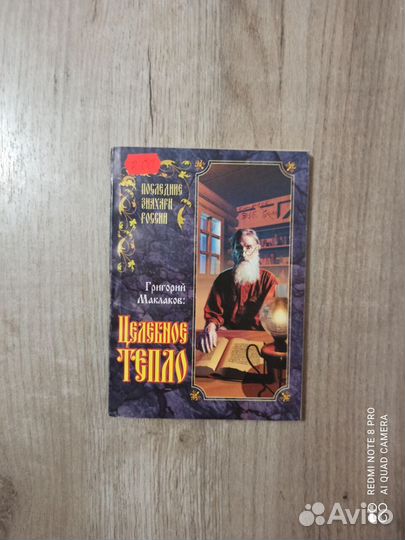 ПОСЛЕДНИЕ
ЗНАХАРИ
РОССИИ
ГРИГОРИЙ
МАКЛАКОВ:
ЦЕЛЕБНОЕ
ТЕПЛО
REDMI NOTE 8 PRO
AI QUAD CAMERA
Avito